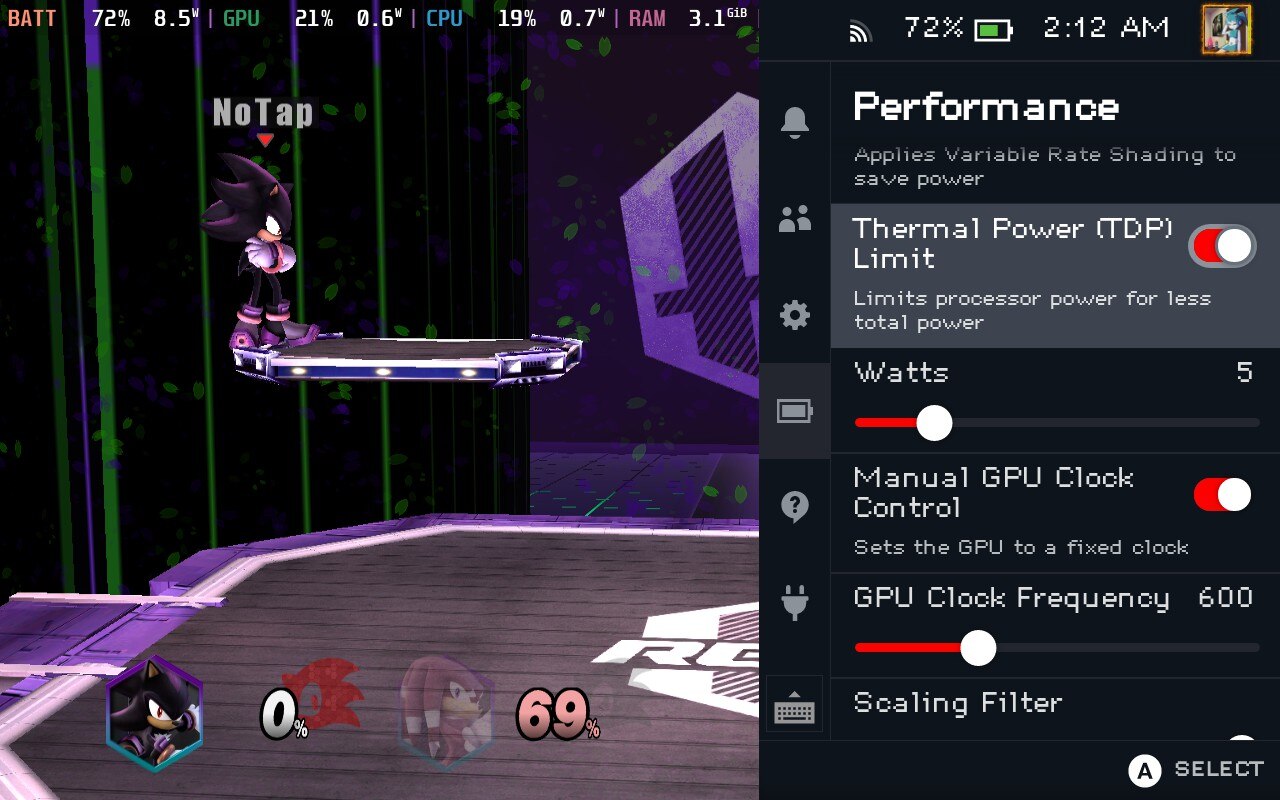 BATT 72% 8.5W | GPU 21% 0.6W | CPU 19% 0.7W | RAM 3.1GiB |
72% 2:12 AM
NoTap
0%
69%
Performance
Applies Variable Rate Shading to
save power
Thermal Power (TDP)
Limit
Limits processor power for less
total power
Watts 5
Manual GPU Clock
Control
Sets the GPU to a fixed clock
GPU Clock Frequency 600
Scaling Filter
A SELECT